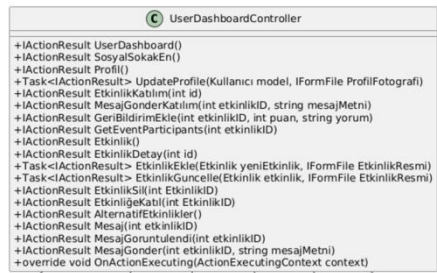 C UserDashboardController
+IActionResult UserDashboard()
+IActionResult SosyalSokakEn()
+IActionResult Profil()
+Task<IActionResult> UpdateProfile(Kullanıcı model, IFormFile ProfilFotografi)
+IActionResult EtkinlikKatılım(int id)
+IActionResult MesajGonderKatılım(int etkinlikID, string mesajMetni)
+IActionResult GeriBildirimEkle(int etkinlikID, int puan, string yorum)
+IActionResult GetEventParticipants(int etkinlikID)
+IActionResult Etkinlik()
+IActionResult EtkinlikDetay(int id)
+Task<IActionResult> EtkinlikEkle(Etkinlik yeniEtkinlik, IFormFile EtkinlikResmi)
+Task<IActionResult> EtkinlikGuncelle(Etkinlik etkinlik, IFormFile EtkinlikResmi)
+IActionResult EtkinlikSil(int EtkinlikID)
+IActionResult EtkinliğeKatıl(int EtkinlikID)
+IActionResult AlternatifEtkinlikler()
+IActionResult Mesaj(int etkinlikID)
+IActionResult MesajGoruntulendi(int etkinlikID)
+IActionResult MesajGonder(int etkinlikID, string mesajMetni)
+override void OnActionExecuting(ActionExecutingContext context)